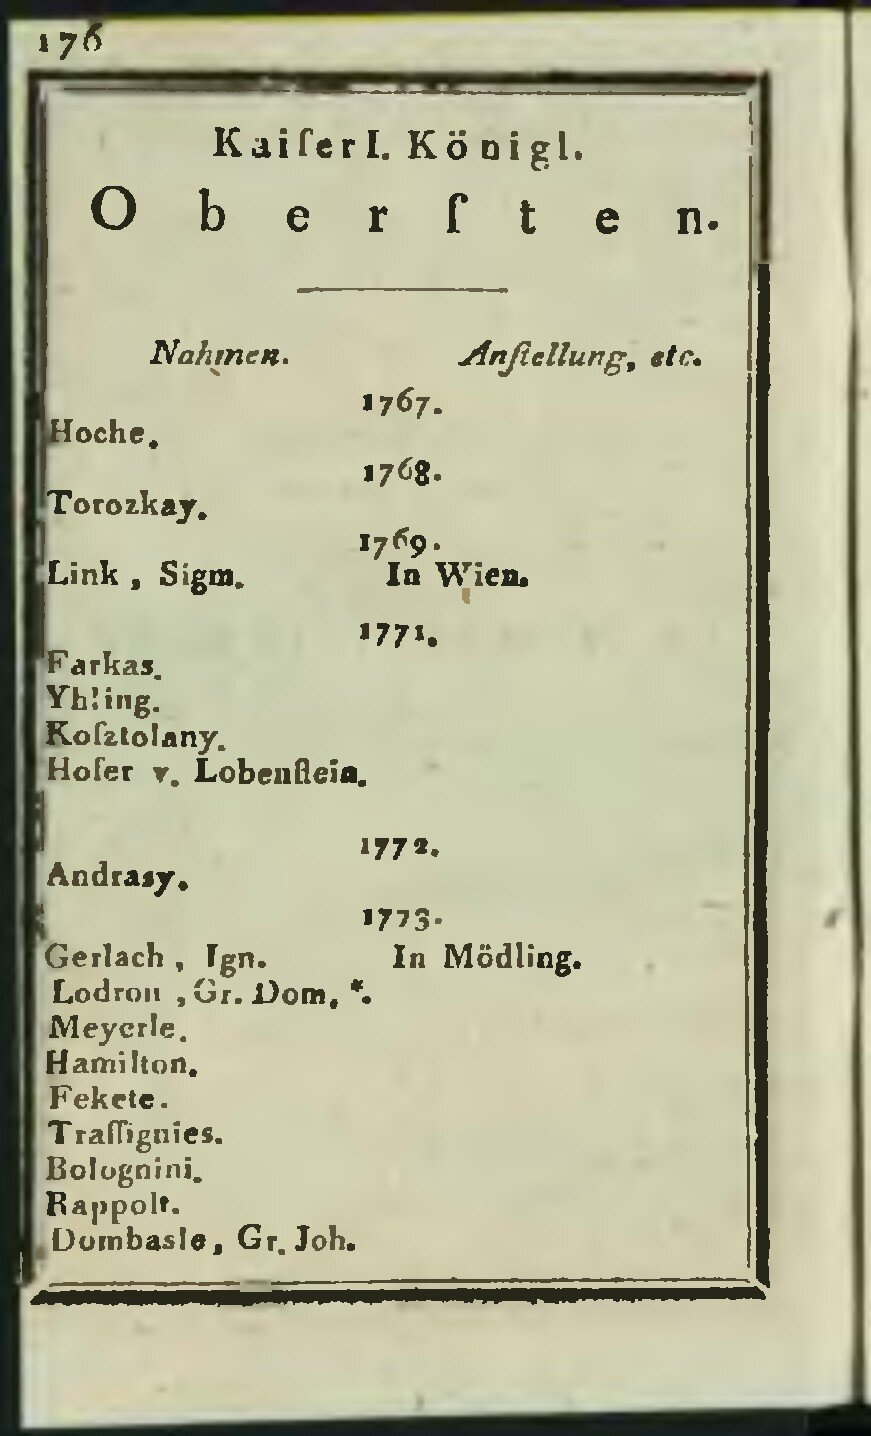 176
Kaiſerl. Königl.
Oberſten.
Nahmen. Anſtellung, etc.
1767.
Hoche.
1768.
Torozkay.
1769.
Link, Sigm. In Wien.
1771.
Farkas.
Yhling.
Koſztolany.
Hofer v. Lobenſtein.
1772.
Andrasy.
1773.
Gerlach, Ign. In Mödling.
Lodron, Gr. Dom. *.
Meyerle.
Hamilton.
Fekete.
Traſſignies.
Bolognini.
Rappolt.
Dombasle, Gr. Joh.